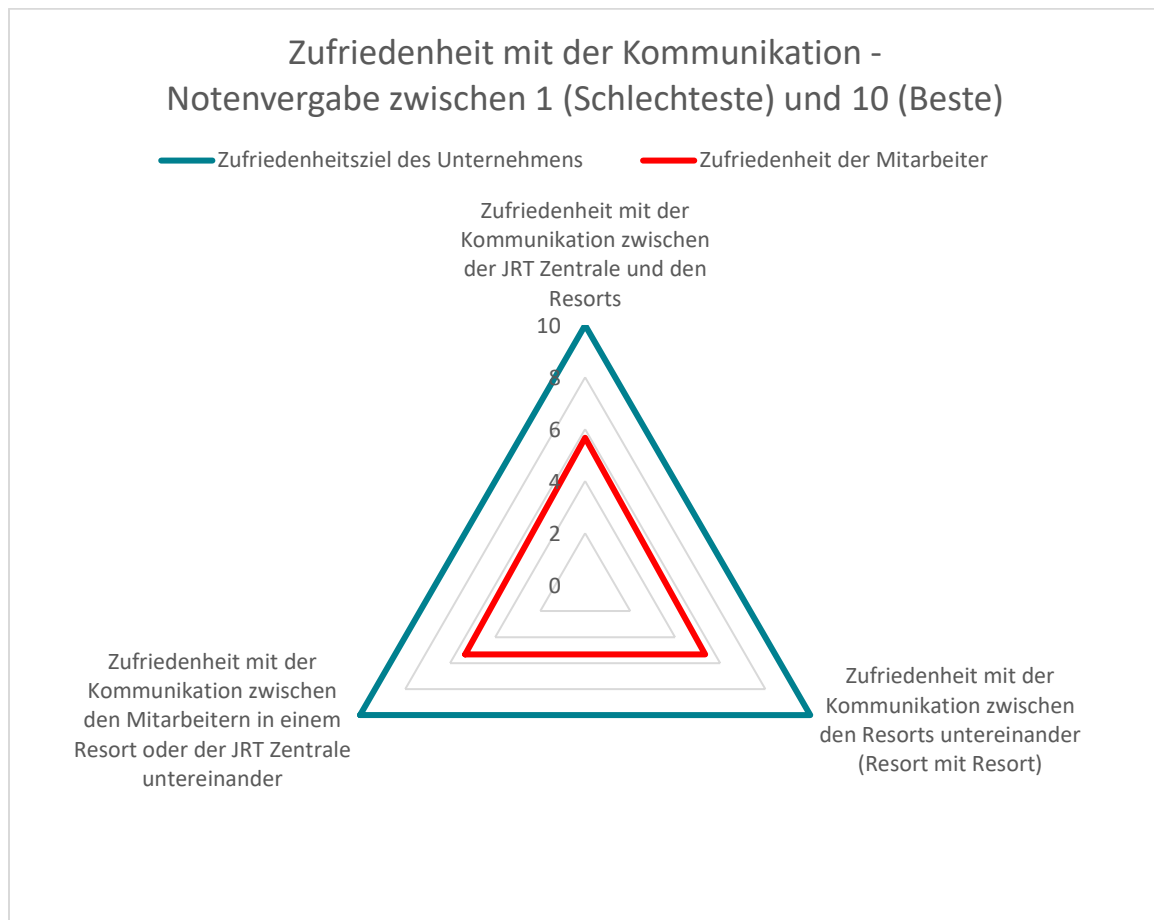 Zufriedenheit mit der Kommunikation -
Notenvergabe zwischen 1 (Schlechteste) und 10 (Beste)
Zufriedenheitsziel des Unternehmens
Zufriedenheit der Mitarbeiter
Zufriedenheit mit der
Kommunikation zwischen
der JRT Zentrale und den
Resorts
10
8
6
4
2
0
Zufriedenheit mit der
Kommunikation zwischen
den Mitarbeitern in einem
Resort oder der JRT Zentrale
untereinander
Zufriedenheit mit der
Kommunikation zwischen
den Resorts untereinander
(Resort mit Resort)